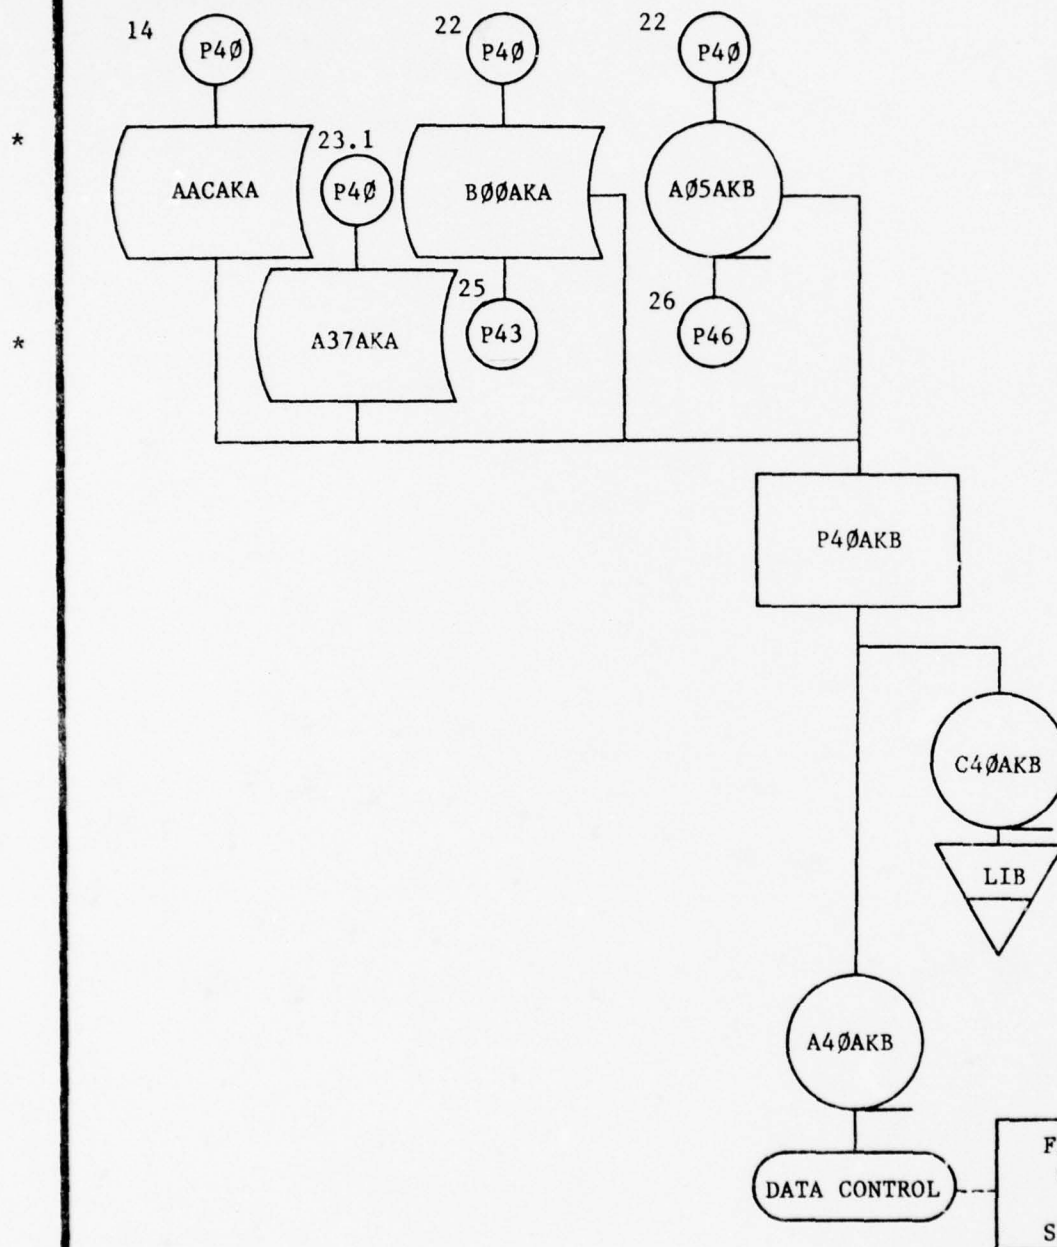 14
P4Ø
22
P4Ø
22
P4Ø
*
AACAKA
23.1
P4Ø
BØØAKA
AØ5AKB
*
A37AKA
25
P43
26
P46
P4ØAKB
C4ØAKB
LIB
A4ØAKB
DATA CONTROL
F
S